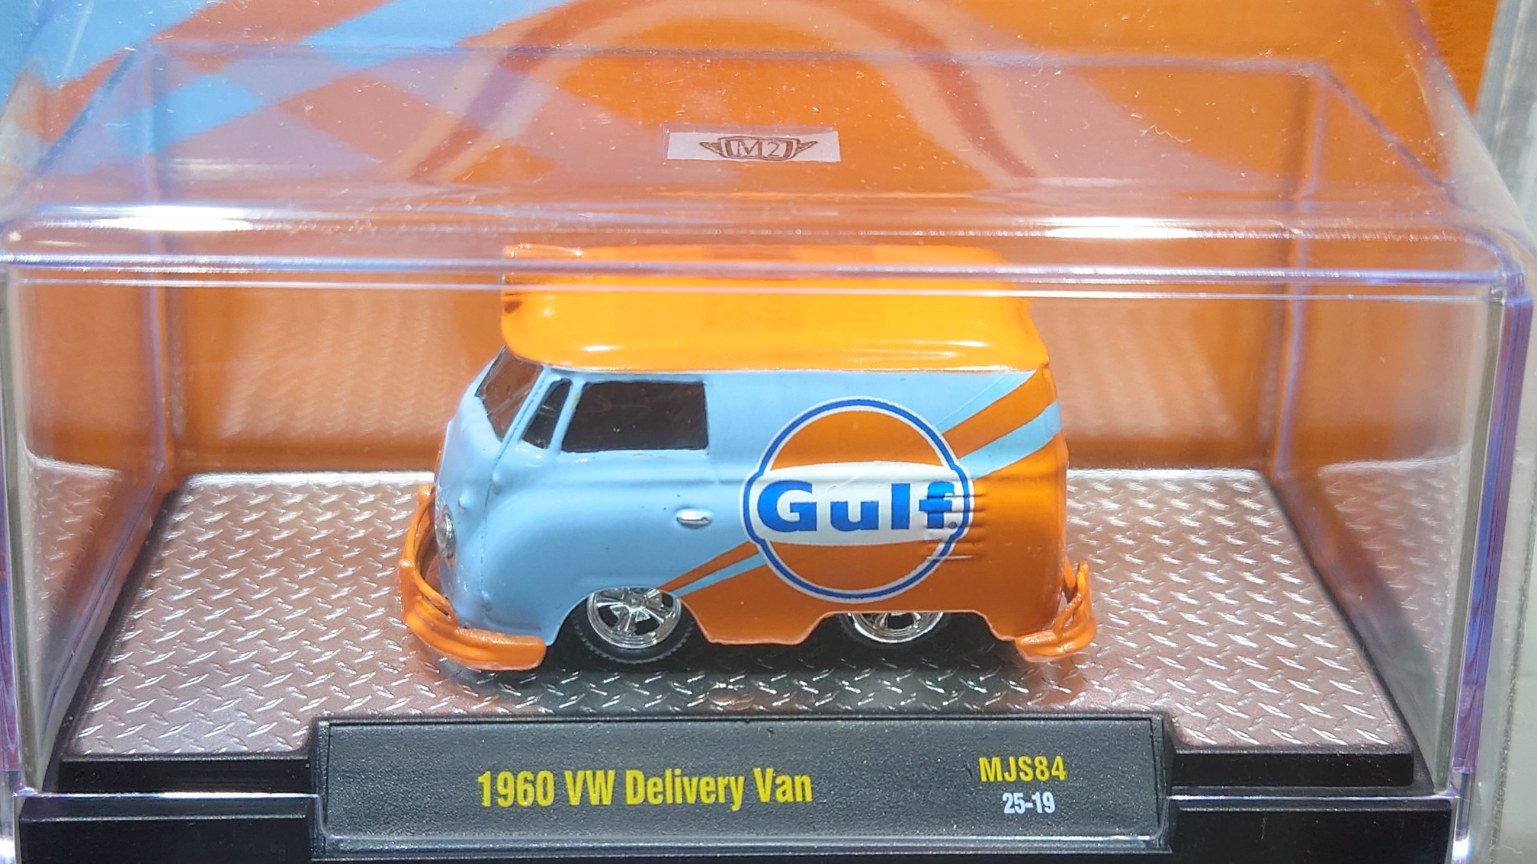 M2
Gulf
1960 VW Delivery Van
MJS84
25-19